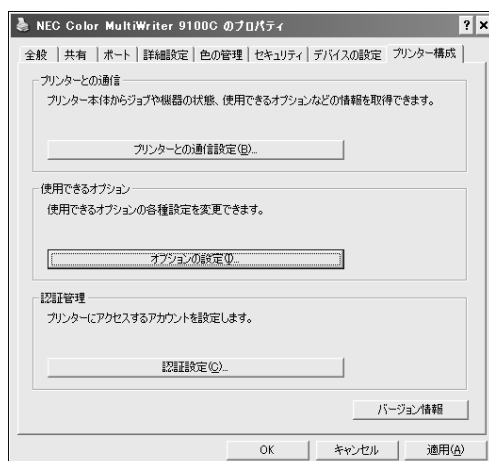 NEC Color MultiWriter 9100C のプロパティ
全般 共有 ポート 詳細設定 色の管理 セキュリティ デバイスの設定 プリンター構成
プリンターとの通信
プリンター本体からジョブや機器の状態、使用できるオプションなどの情報を取得できます。
プリンターとの通信設定(B)...
使用できるオプション
使用できるオプションの各種設定を変更できます。
オプションの設定(I)...
認証管理
プリンターにアクセスするアカウントを設定します。
認証設定(C)...
バージョン情報
OK キャンセル 適用(A)